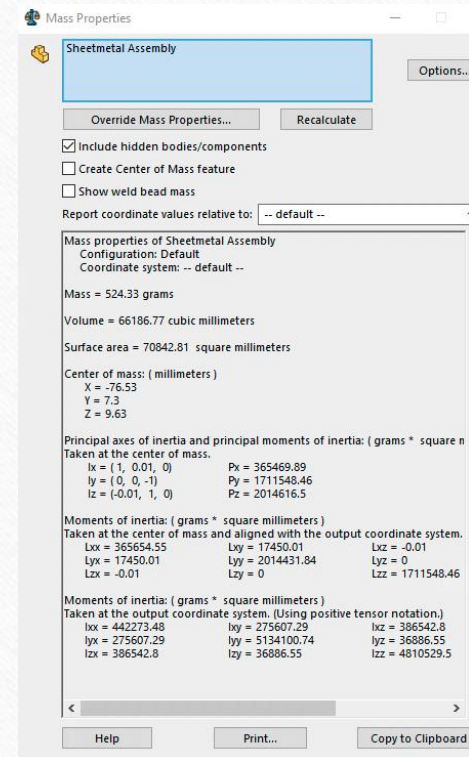 Mass Properties
Sheetmetal Assembly
Options...
Override Mass Properties... Recalculate
Include hidden bodies/components
Create Center of Mass feature
Show weld bead mass
Report coordinate values relative to: -- default --
Mass properties of Sheetmetal Assembly
Configuration: Default
Coordinate system: -- default --
Mass = 524.33 grams
Volume = 66186.77 cubic millimeters
Surface area = 70842.81 square millimeters
Center of mass: ( millimeters )
X = -76.53
Y = 7.3
Z = 9.63
Principal axes of inertia and principal moments of inertia: ( grams * square m
Taken at the center of mass.
Ix = ( 1, 0.01, 0) Px = 365469.89
Iy = ( 0, 0, -1) Py = 1711548.46
Iz = (-0.01, 1, 0) Pz = 2014616.5
Moments of inertia: ( grams * square millimeters )
Taken at the center of mass and aligned with the output coordinate system.
Lxx = 365654.55 Lxy = 17450.01 Lxz = -0.01
Lyx = 17450.01 Lyy = 2014431.84 Lyz = 0
Lzx = -0.01 Lzy = 0 Lzz = 1711548.46
Moments of inertia: ( grams * square millimeters )
Taken at the output coordinate system. (Using positive tensor notation.)
Ixx = 442273.48 Ixy = 275607.29 Ixz = 386542.8
Iyx = 275607.29 Iyy = 5134100.74 Iyz = 36886.55
Izx = 386542.8 Izy = 36886.55 Izz = 4810529.5
Help Print... Copy to Clipboard